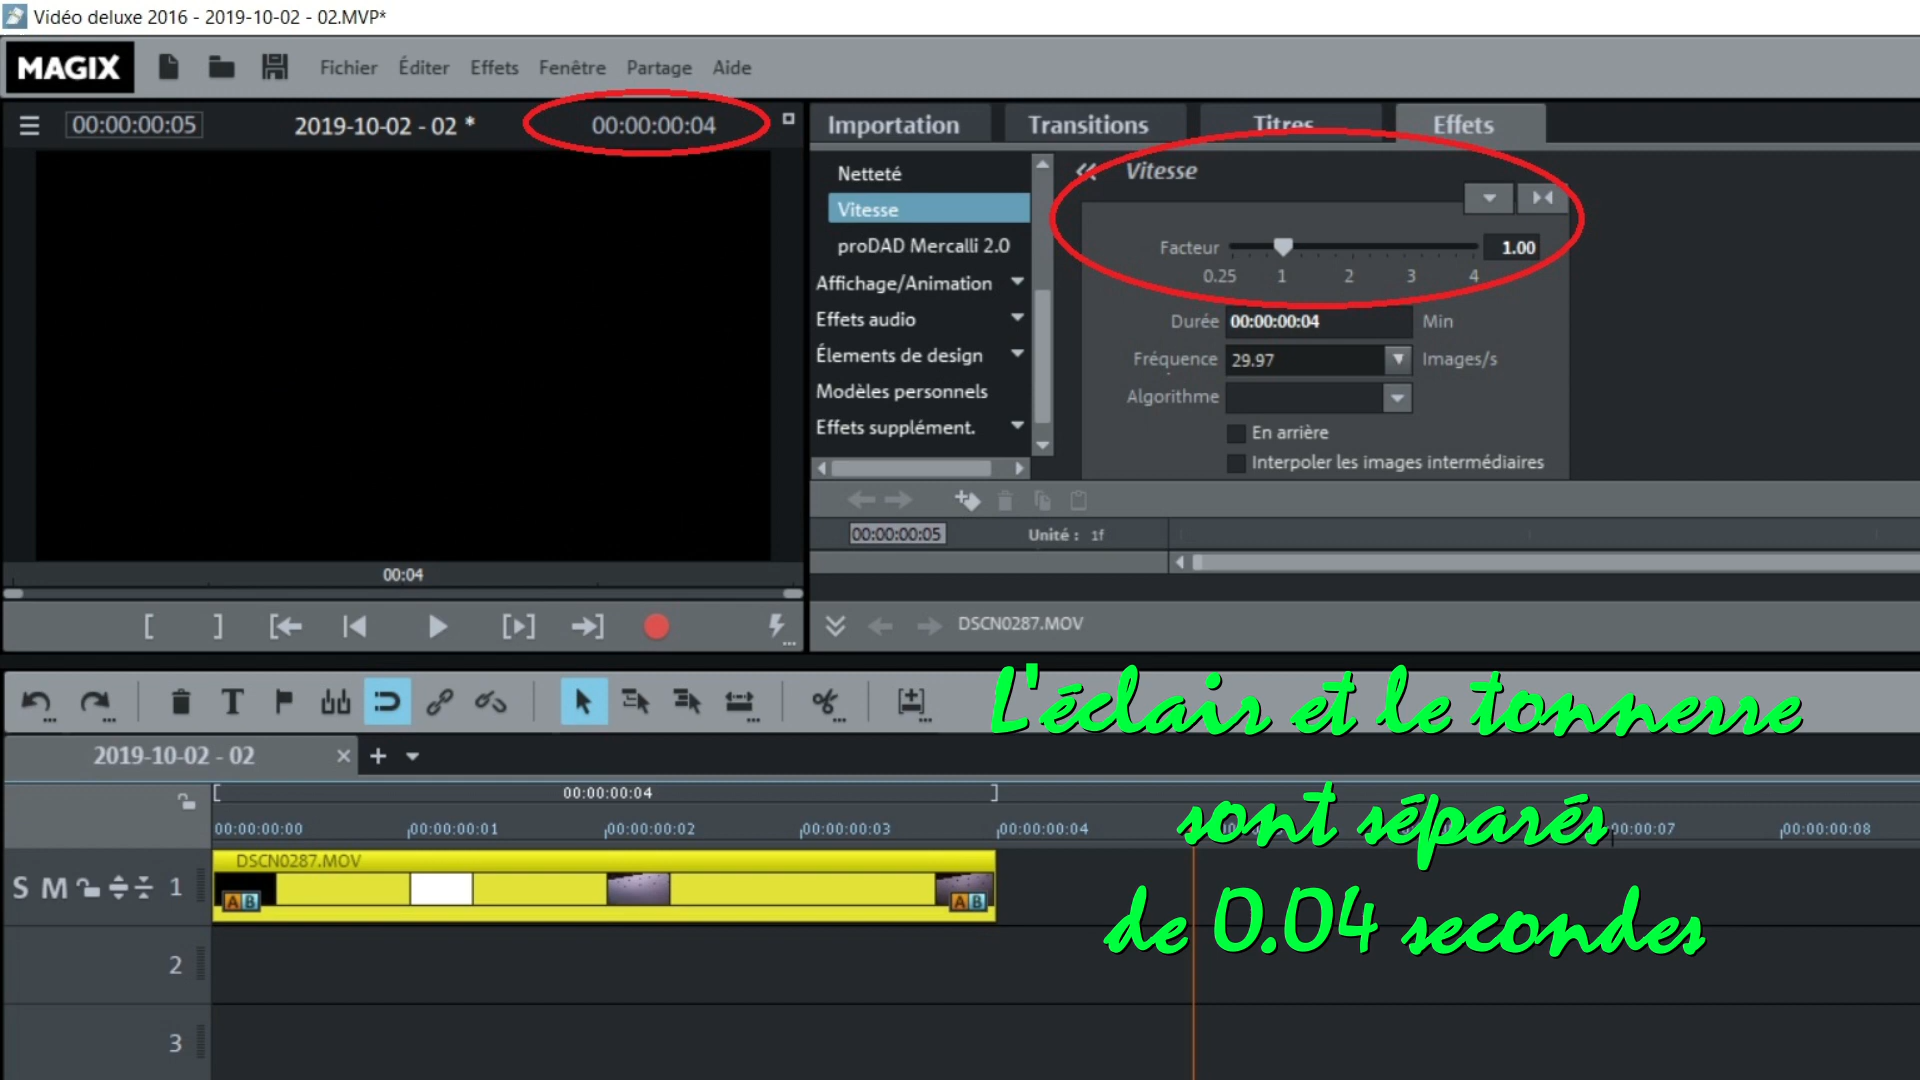 Vidéo deluxe 2016 - 2019-10-02 - 02.MVP*
MAGIX Fichier Éditer Effets Fenêtre Partage Aide
00:00:00:05 2019-10-02 - 02 * 00:00:00:04
Importation Transitions Titres Effets
Netteté
Vitesse
proDAD Mercalli 2.0
Affichage/Animation
Effets audio
Élements de design
Modèles personnels
Effets supplément.
Vitesse
Facteur 1.00
0.25 1 2 3 4
Durée 00:00:00:04 Min
Fréquence 29.97 Images/s
Algorithme
En arrière
Interpoler les images intermédiaires
00:00:00:05 Unité : 1f
00:04
DSCN0287.MOV
L'éclair et le tonnerre
sont séparés
de 0.04 secondes
2019-10-02 - 02
00:00:00:04
00:00:00:00 00:00:00:01 00:00:00:02 00:00:00:03 00:00:00:04 00:00:07 00:00:00:08
DSCN0287.MOV
S M 1
A B A B
2
3